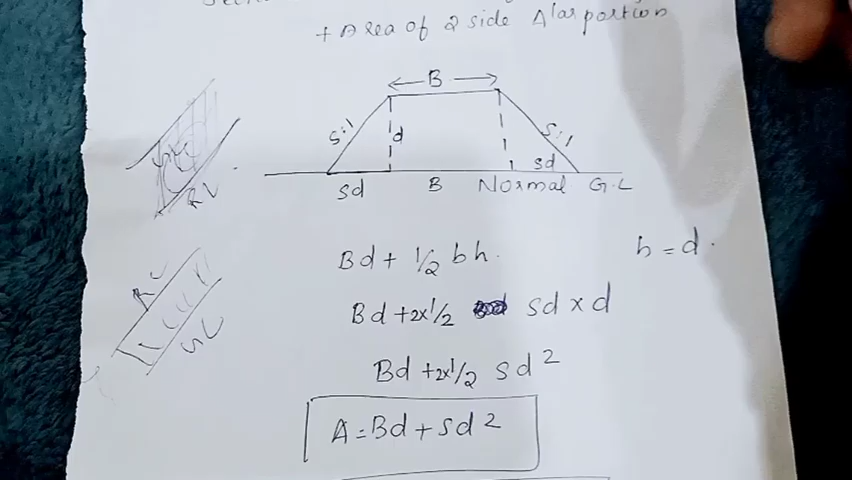 + Area of 2 side Alar portion
B
S:1
d
S:1
sd
sd B Normal G.L
RL
Bd + 1/2 bh.
h = d.
Bd + 2x1/2 sd x d
Bd + 2x1/2 sd²
A = Bd + sd²